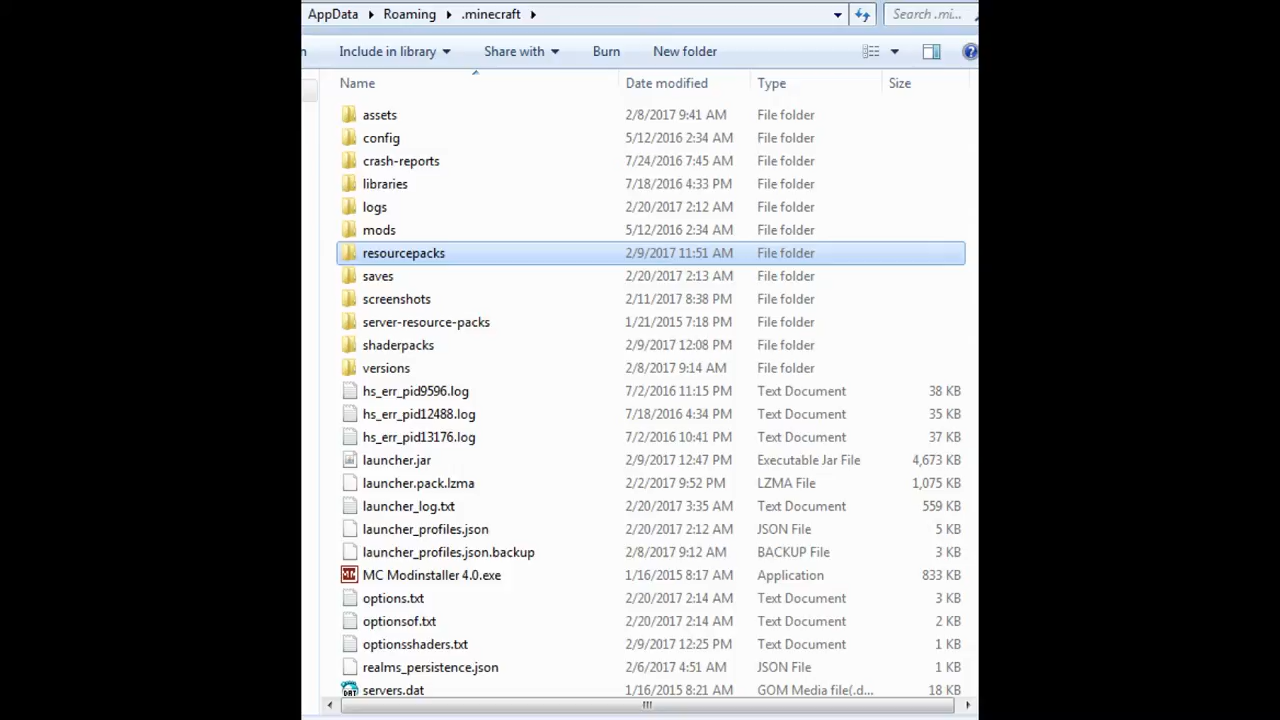 AppData ▸ Roaming ▸ .minecraft ▸ Search .mi...
Include in library Share with Burn New folder
Name Date modified Type Size
assets 2/8/2017 9:41 AM File folder
config 5/12/2016 2:34 AM File folder
crash-reports 7/24/2016 7:45 AM File folder
libraries 7/18/2016 4:33 PM File folder
logs 2/20/2017 2:12 AM File folder
mods 5/12/2016 2:34 AM File folder
resourcepacks 2/9/2017 11:51 AM File folder
saves 2/20/2017 2:13 AM File folder
screenshots 2/11/2017 8:38 PM File folder
server-resource-packs 1/21/2015 7:18 PM File folder
shaderpacks 2/9/2017 12:08 PM File folder
versions 2/8/2017 9:14 AM File folder
hs_err_pid9596.log 7/2/2016 11:15 PM Text Document 38 KB
hs_err_pid12488.log 7/18/2016 4:34 PM Text Document 35 KB
hs_err_pid13176.log 7/2/2016 10:41 PM Text Document 37 KB
launcher.jar 2/9/2017 12:47 PM Executable Jar File 4,673 KB
launcher.pack.lzma 2/2/2017 9:52 PM LZMA File 1,075 KB
launcher_log.txt 2/20/2017 3:35 AM Text Document 559 KB
launcher_profiles.json 2/20/2017 2:12 AM JSON File 5 KB
launcher_profiles.json.backup 2/8/2017 9:12 AM BACKUP File 3 KB
MC Modinstaller 4.0.exe 1/16/2015 8:17 AM Application 833 KB
options.txt 2/20/2017 2:14 AM Text Document 3 KB
optionsof.txt 2/20/2017 2:14 AM Text Document 2 KB
optionsshaders.txt 2/9/2017 12:25 PM Text Document 1 KB
realms_persistence.json 2/6/2017 4:51 AM JSON File 1 KB
servers.dat 1/16/2015 8:21 AM GOM Media file(.d... 18 KB